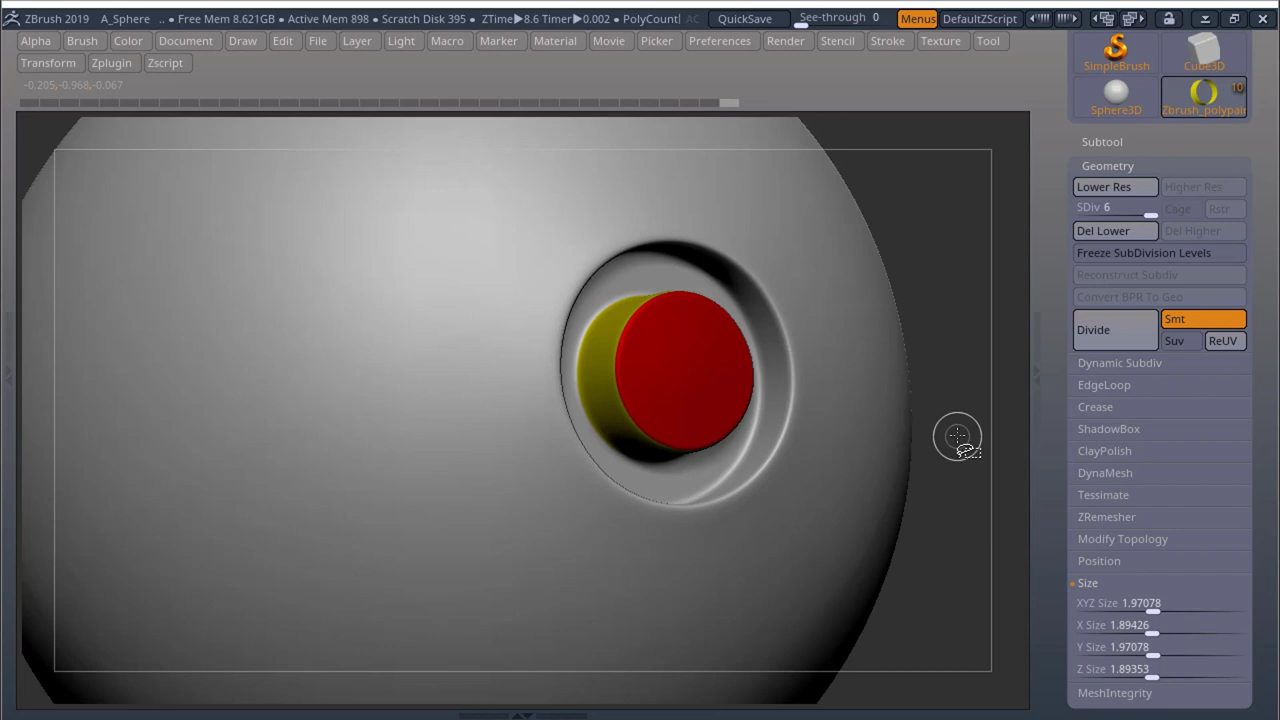 ZBrush 2019 A_Sphere .. • Free Mem 8.621GB • Active Mem 898 • Scratch Disk 395 • ZTime▶8.6 Timer▶0.002 • PolyCount AC QuickSave See-through 0 Menus DefaultZScript
Alpha Brush Color Document Draw Edit File Layer Light Macro Marker Material Movie Picker Preferences Render Stencil Stroke Texture Tool
Transform Zplugin Zscript
-0.205,-0.968,-0.067
SimpleBrush Cube3D
10
Sphere3D Zbrush_polypain
Subtool
Geometry
Lower Res Higher Res
SDiv 6 Cage Rstr
Del Lower Del Higher
Freeze SubDivision Levels
Reconstruct Subdiv
Convert BPR To Geo
Divide Smt
Suv ReUV
Dynamic Subdiv
EdgeLoop
Crease
ShadowBox
ClayPolish
DynaMesh
Tessimate
ZRemesher
Modify Topology
Position
Size
XYZ Size 1.97078
X Size 1.89426
Y Size 1.97078
Z Size 1.89353
MeshIntegrity